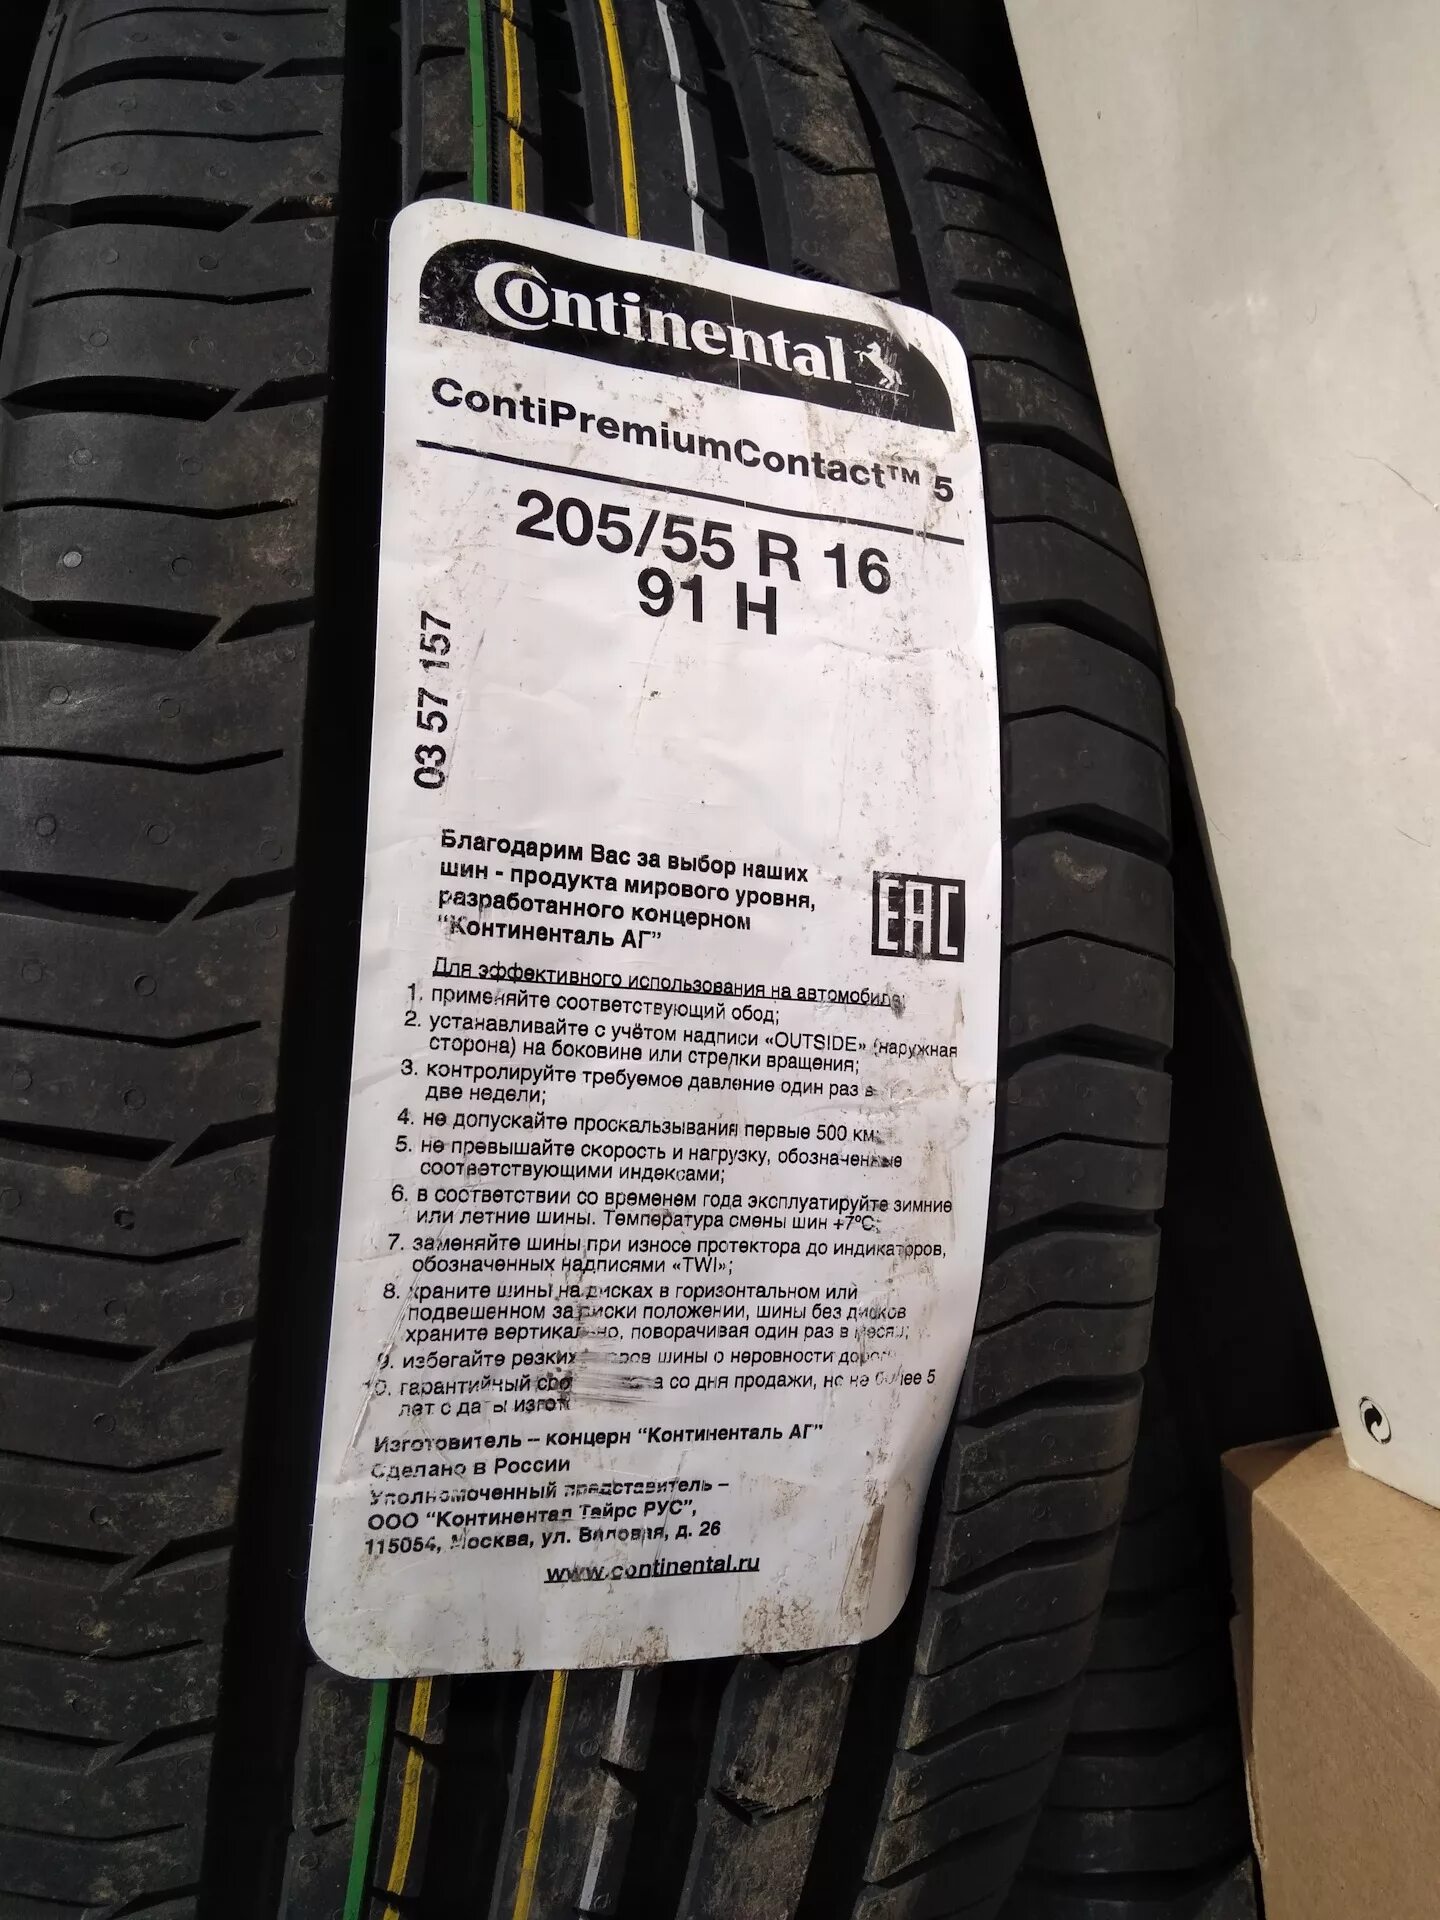 Continental
ContiPremiumContact™ 5
205/55 R 16
91 H
03 57 157
Благодарим Вас за выбор наших
шин - продукта мирового уровня,
разработанного концерном
"Континенталь АГ"
EAC
Для эффективного использования на автомобиле:
1. применяйте соответствующий обод;
2. устанавливайте с учётом надписи «OUTSIDE» (наружная
сторона) на боковине или стрелки вращения;
3. контролируйте требуемое давление один раз в
две недели;
4. не допускайте проскальзывания первые 500 км;
5. не превышайте скорость и нагрузку, обозначенные
соответствующими индексами;
6. в соответствии со временем года эксплуатируйте зимние
или летние шины. Температура смены шин +7°C;
7. заменяйте шины при износе протектора до индикаторов,
обозначенных надписями «TWI»;
8. храните шины на дисках в горизонтальном или
подвешенном за диски положении, шины без дисков
храните вертикально, поворачивая один раз в месяц;
9. избегайте резких шины о неровности дороги
10. гарантийный со дня продажи, но не более 5
лет с даты
Изготовитель – концерн "Континенталь АГ"
Сделано в России
Уполномоченный представитель –
ООО "Континентал Тайрс РУС",
115054, Москва, ул. Валовая, д. 26
www.continental.ru